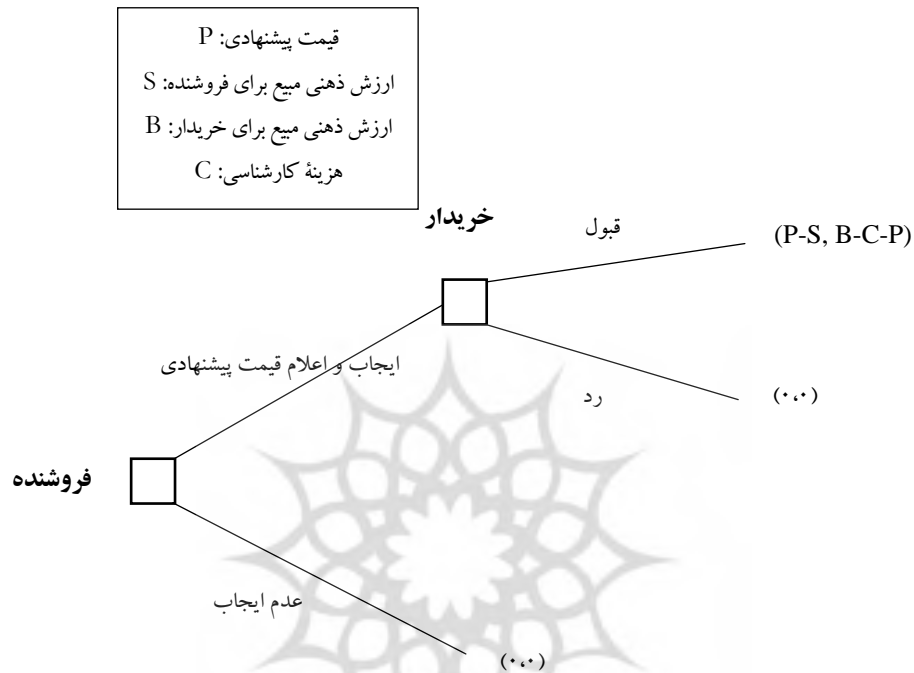 قیمت پیشنهادی: P
ارزش ذهنی مبیع برای فروشنده: S
ارزش ذهنی مبیع برای خریدار: B
هزینهٔ کارشناسی: C
خریدار
قبول
(P-S, B-C-P)
ایجاب و اعلام قیمت پیشنهادی
رد
(۰،۰)
فروشنده
عدم ایجاب
(۰،۰)